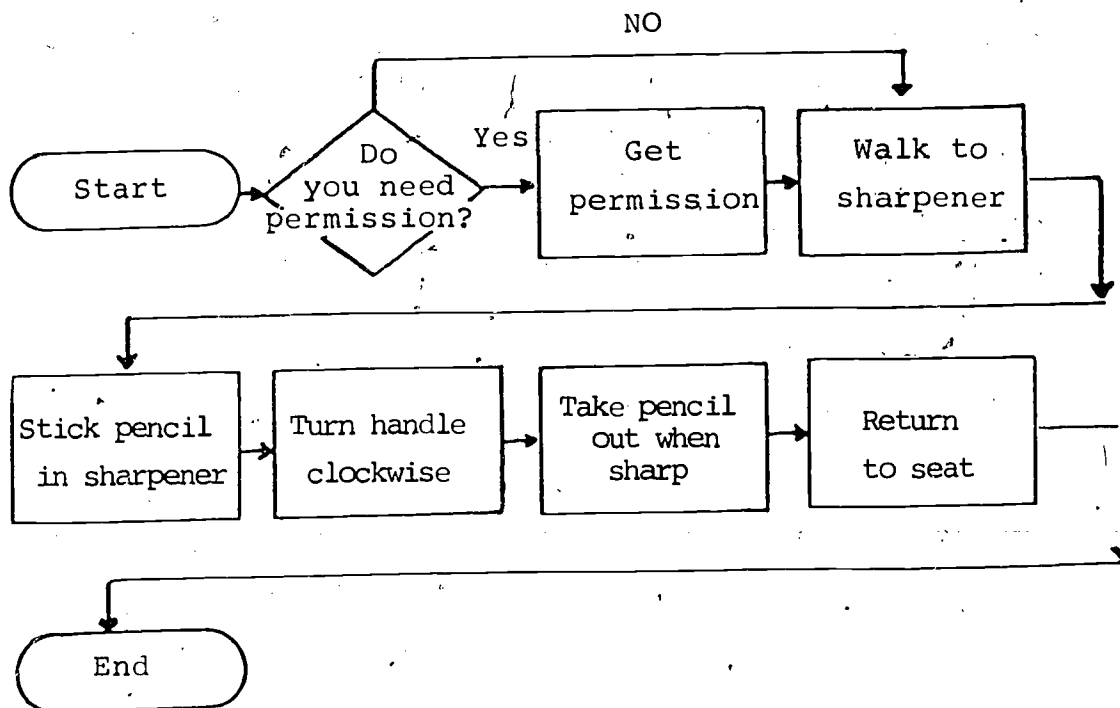 NO
Start
Do
you need
permission?
Yes
Get
permission
Walk to
sharpener
Stick pencil
in sharpener
Turn handle
clockwise
Take pencil
out when
sharp
Return
to seat
End